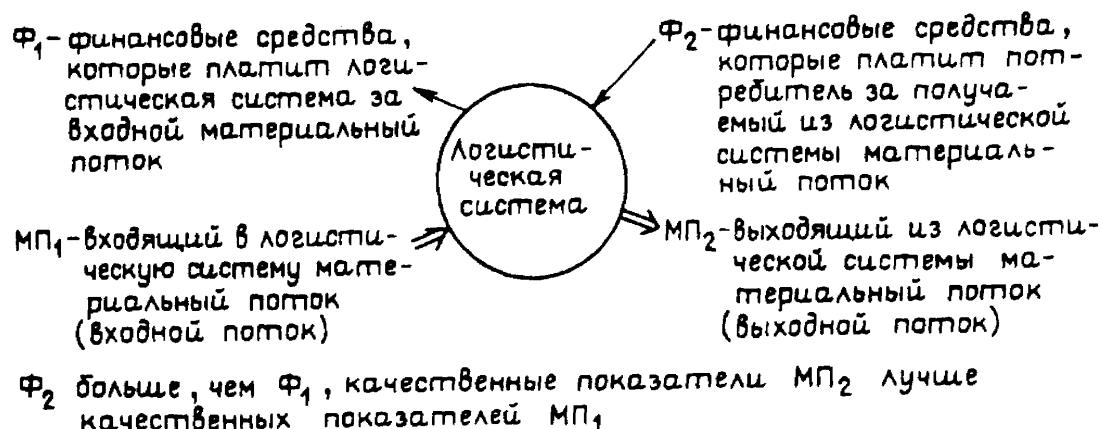 Ф₁-финансовые средства,
которые платит логи-
стическая система за
входной материальный
поток
Ф₂-финансовые средства,
которые платит пот-
ребитель за получа-
емый из логистической
системы материаль-
ный поток
Логисти-
ческая
система
МП₁-входящий в логисти-
ческую систему мате-
риальный поток
(входной поток)
МП₂-выходящий из логисти-
ческой системы ма-
териальный поток
(выходной поток)
Ф₂ больше, чем Ф₁, качественные показатели МП₂ лучше
качественных показателей МП₁